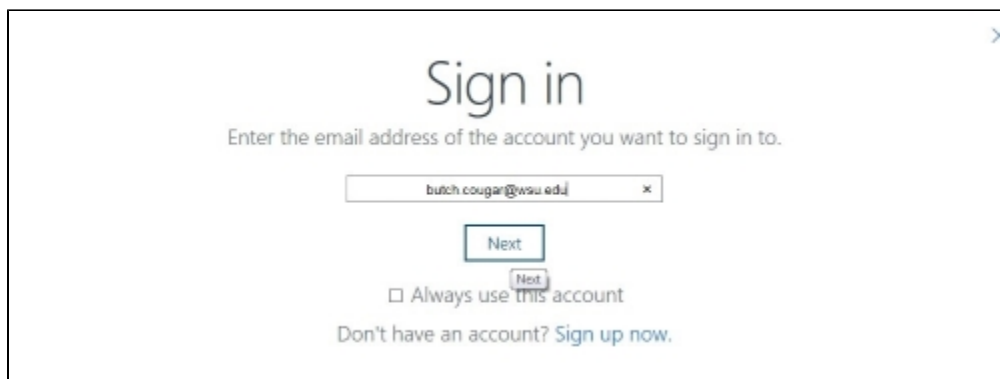 Sign in
Enter the email address of the account you want to sign in to.
butch.cougar@wsu.edu
Next
Next
Always use this account
Don't have an account? Sign up now.